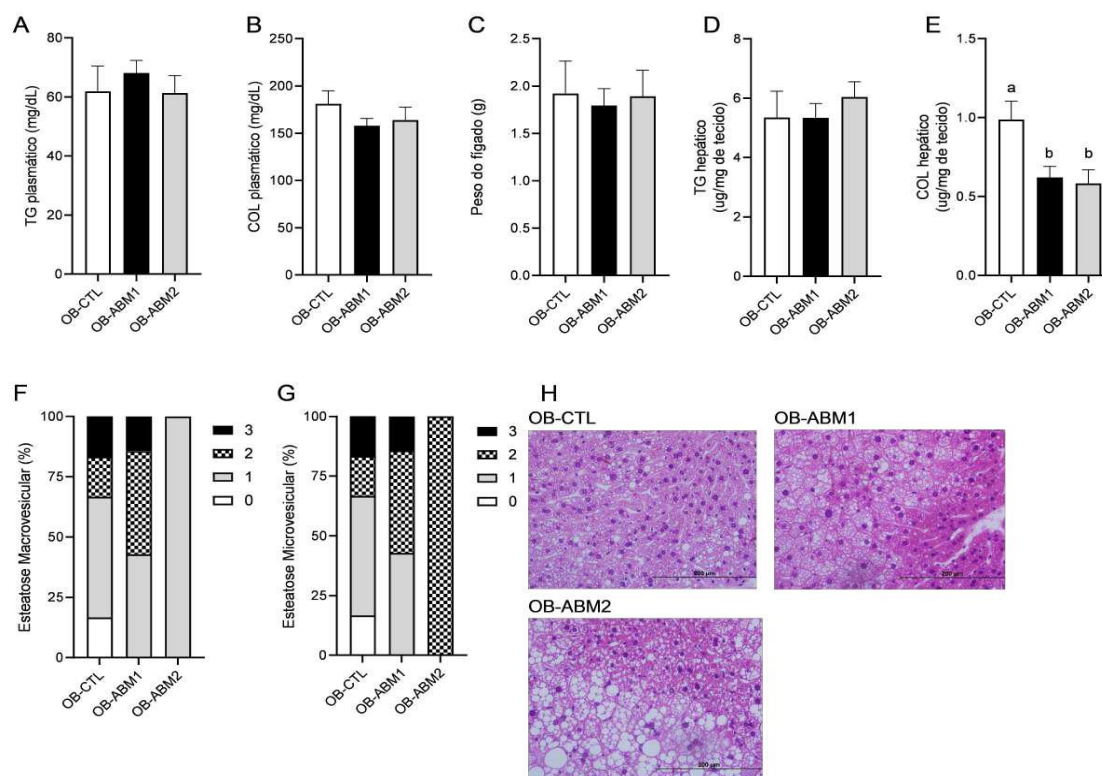 A
TG plasmático (mg/dL)
80
60
40
20
0
OB-CTL
OB-ABM1
OB-ABM2
B
COL plasmático (mg/dL)
250
200
150
100
50
0
OB-CTL
OB-ABM1
OB-ABM2
C
Peso do fígado (g)
2.5
2.0
1.5
1.0
0.5
0.0
OB-CTL
OB-ABM1
OB-ABM2
D
TG hepático
(ug/mg de tecido)
8
6
4
2
0
OB-CTL
OB-ABM1
OB-ABM2
E
COL hepático
(ug/mg de tecido)
1.5
1.0
0.5
0.0
a
b
b
OB-CTL
OB-ABM1
OB-ABM2
F
Esteatose Macrovesicular (%)
100
75
50
25
0
OB-CTL
OB-ABM1
OB-ABM2
3
2
1
0
G
Esteatose Microvesicular (%)
100
75
50
25
0
OB-CTL
OB-ABM1
OB-ABM2
3
2
1
0
H
OB-CTL
OB-ABM1
OB-ABM2